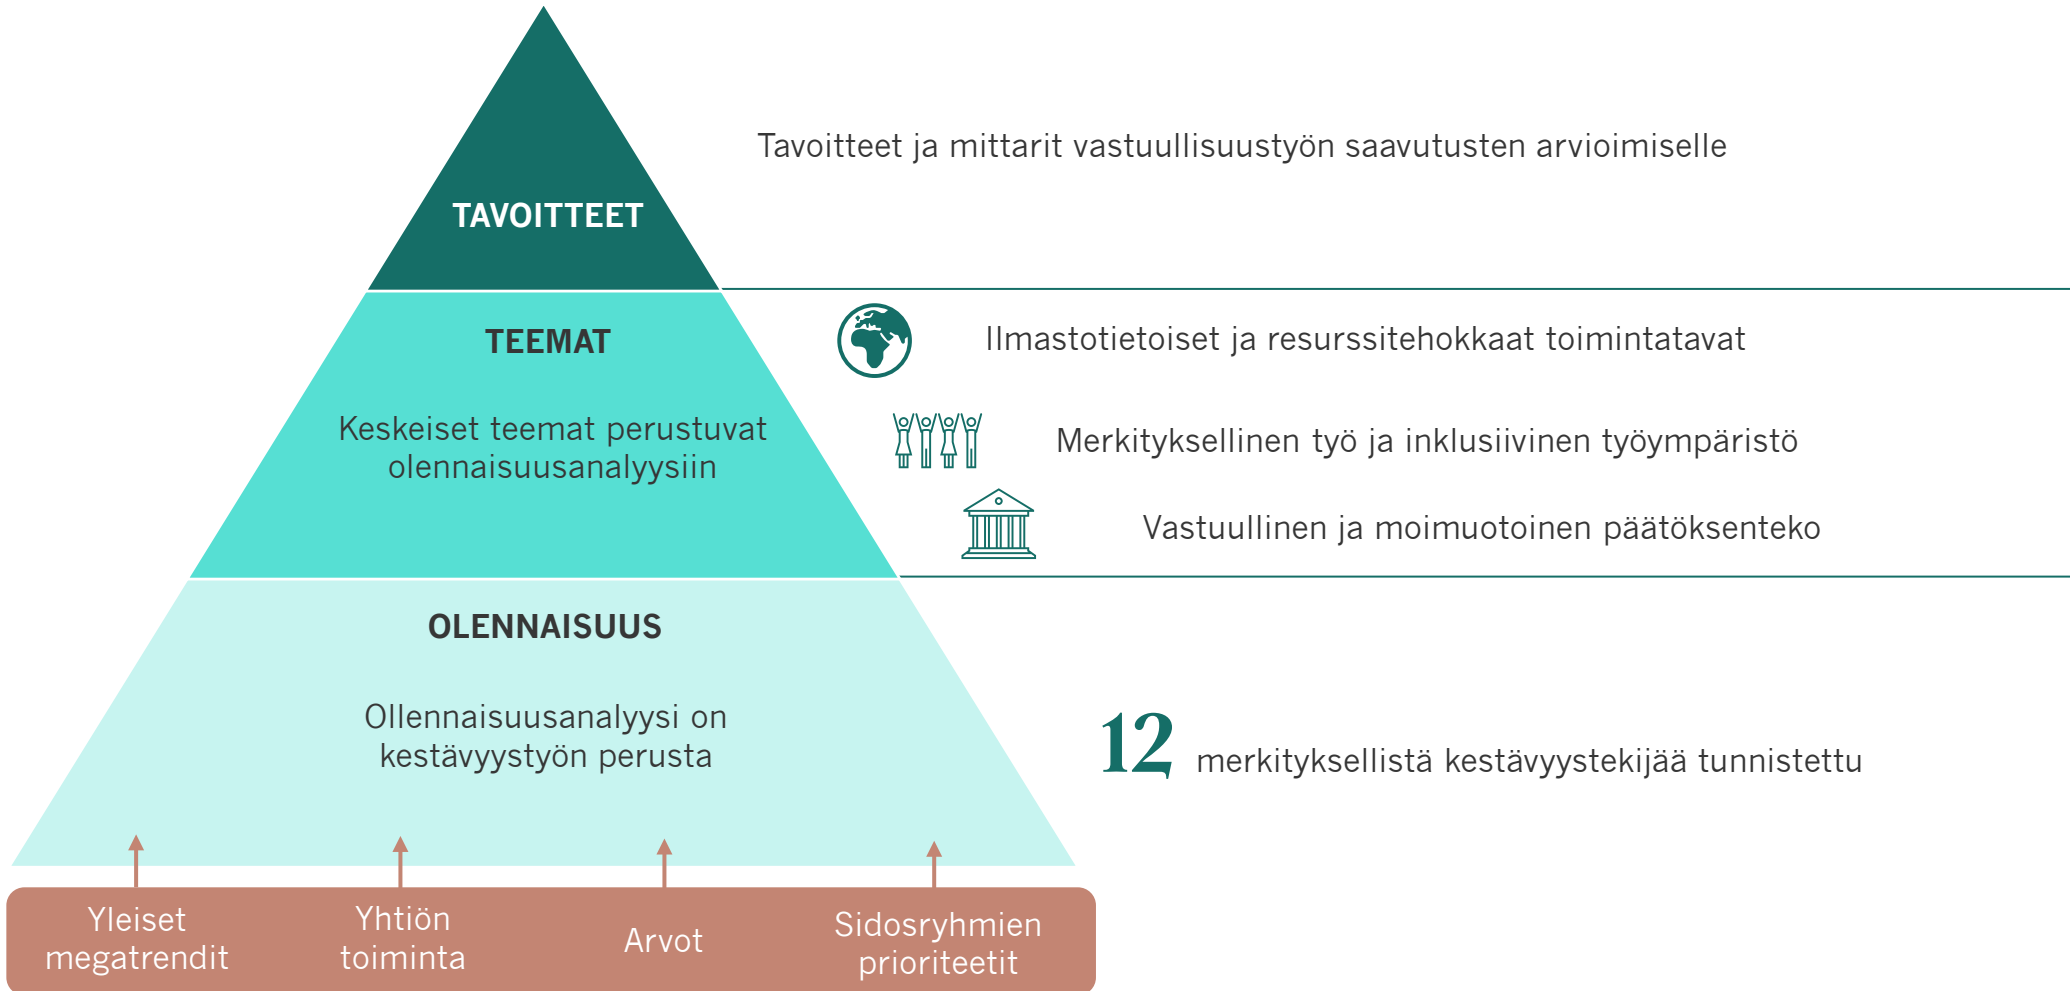 Tavoitteet ja mittarit vastuullisuustyön saavutusten arvioimiselle
TAVOITTEET
TEEMAT
Keskeiset teemat perustuvat
olennaisuusanalyysiin
Ilmastotietoiset ja resurssitehokkaat toimintatavat
Merkityksellinen työ ja inklusiivinen työympäristö
Vastuullinen ja moimuotoinen päätöksenteko
OLENNAISUUS
Ollennaisuusanalyysi on
kestävyystyön perusta
12 merkityksellistä kestävyystekijää tunnistettu
Yleiset
megatrendit
Yhtiön
toiminta
Arvot
Sidosryhmien
prioriteetit